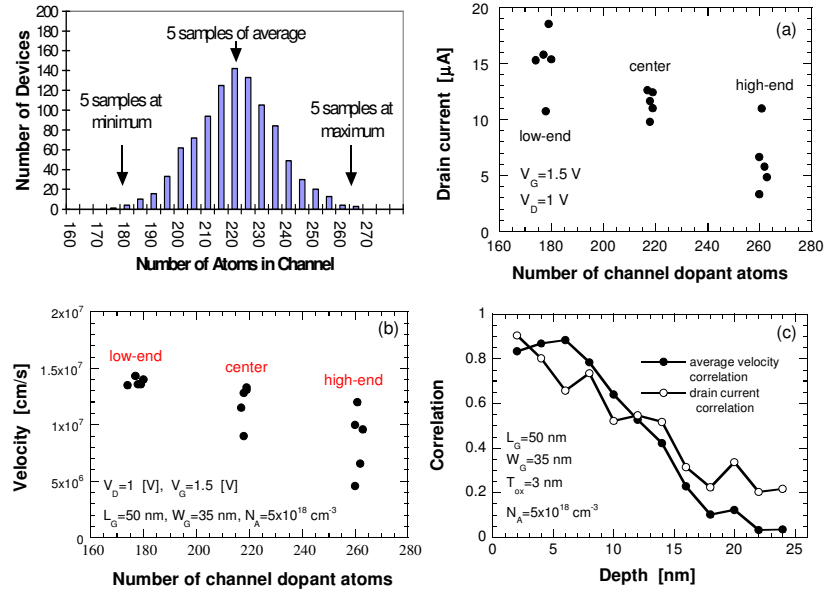 200
180
160
140
120
100
80
60
40
20
0
Number of Devices
5 samples of average
5 samples at
minimum
5 samples at
maximum
160 170 180 190 200 210 220 230 240 250 260 270
Number of Atoms in Channel
20
15
10
5
0
Drain current [μA]
(a)
center
high-end
low-end
V_G=1.5 V
V_D=1 V
160 180 200 220 240 260 280
Number of channel dopant atoms
2x10^7
1.5x10^7
1x10^7
5x10^6
0
Velocity [cm/s]
(b)
low-end
center
high-end
V_D=1 [V], V_G=1.5 [V]
L_G=50 nm, W_G=35 nm, N_A=5x10^18 cm^-3
160 180 200 220 240 260 280
Number of channel dopant atoms
1
0.8
0.6
0.4
0.2
0
Correlation
(c)
average velocity
correlation
drain current
correlation
L_G=50 nm
W_G=35 nm
T_ox=3 nm
N_A=5x10^18 cm^-3
0 5 10 15 20 25
Depth [nm]